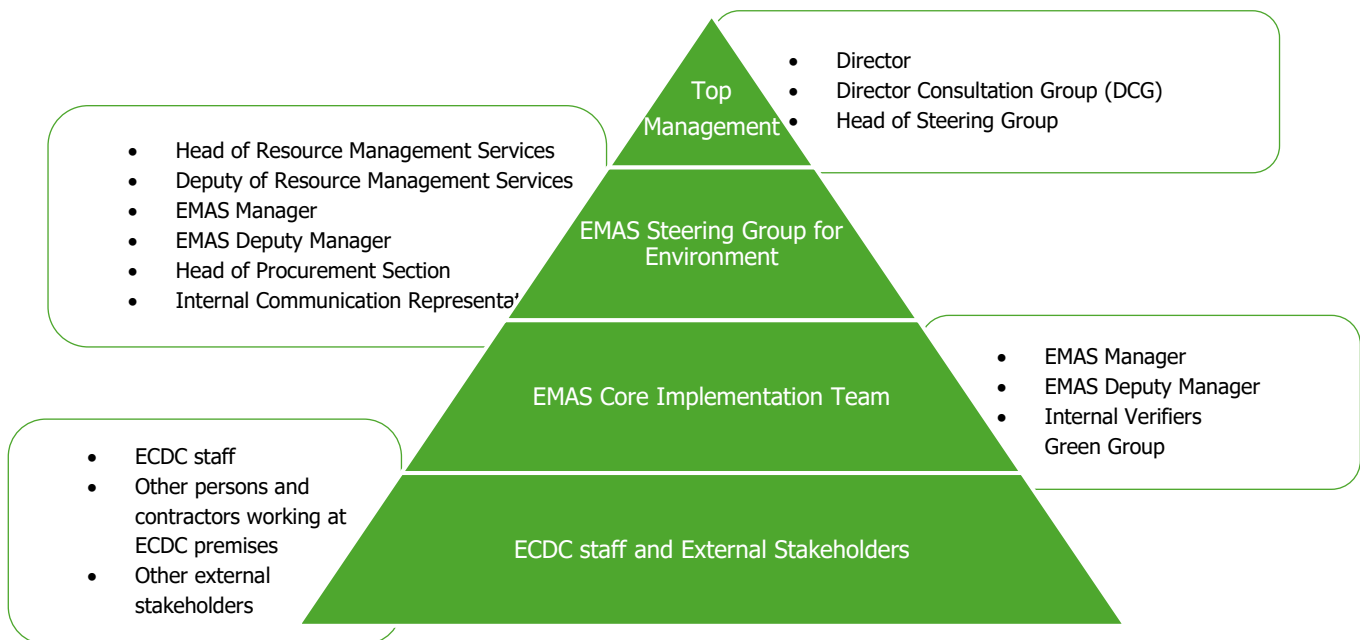 Top
Management
• Director
• Director Consultation Group (DCG)
• Head of Steering Group
• Head of Resource Management Services
• Deputy of Resource Management Services
• EMAS Manager
• EMAS Deputy Manager
• Head of Procurement Section
• Internal Communication Representat
EMAS Steering Group for
Environment
EMAS Core Implementation Team
• EMAS Manager
• EMAS Deputy Manager
• Internal Verifiers
Green Group
• ECDC staff
• Other persons and
contractors working at
ECDC premises
• Other external
stakeholders
ECDC staff and External Stakeholders